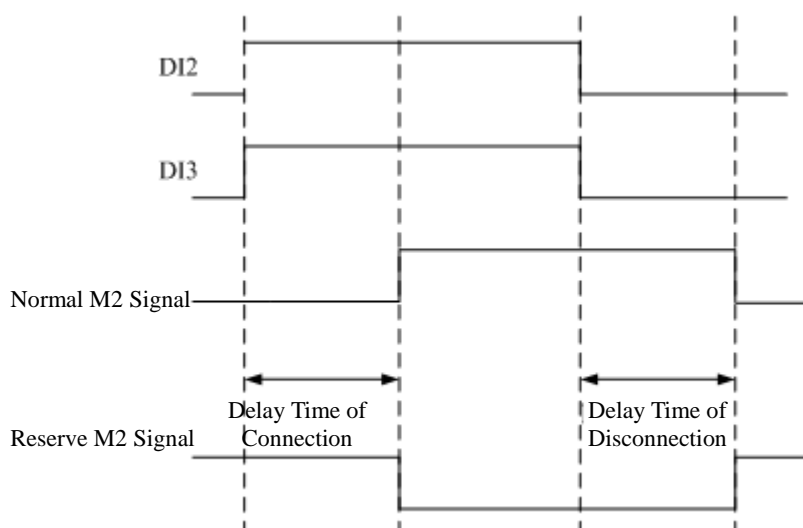 DI2
DI3
Normal M2 Signal
Delay Time of
Connection
Delay Time of
Disconnection
Reserve M2 Signal